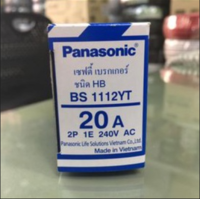 Panasonic
เซฟตี้ เบรกเกอร์
ชนิด HB
BS 1112YT
20 A
2P 1E 240V AC
Panasonic Life Solutions Vietnam Co.,Ltd
Made in Vietnam